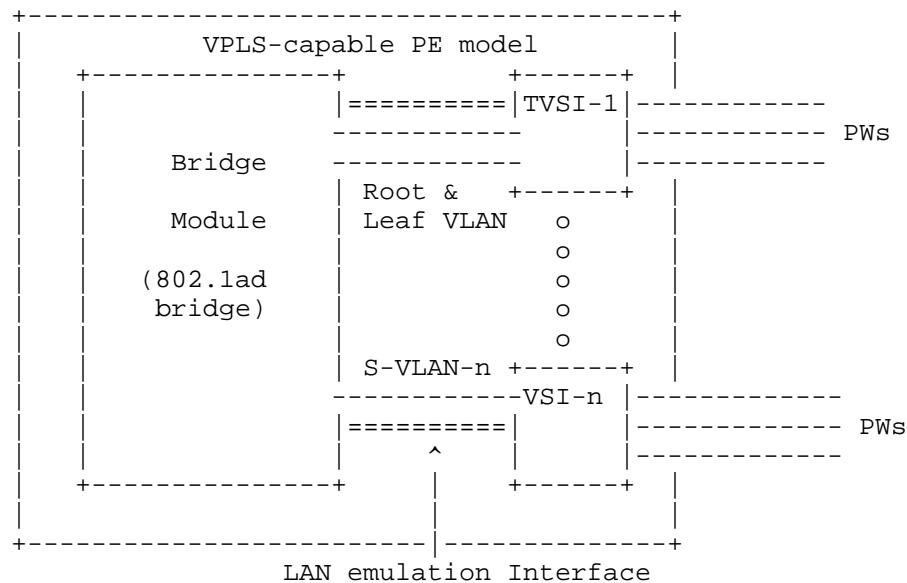 VPLS-capable PE model
TVSI-1
PWs
Bridge
Root &
Module Leaf VLAN o
o
(802.1ad o
bridge) o
o
S-VLAN-n
VSI-n
PWs
LAN emulation Interface